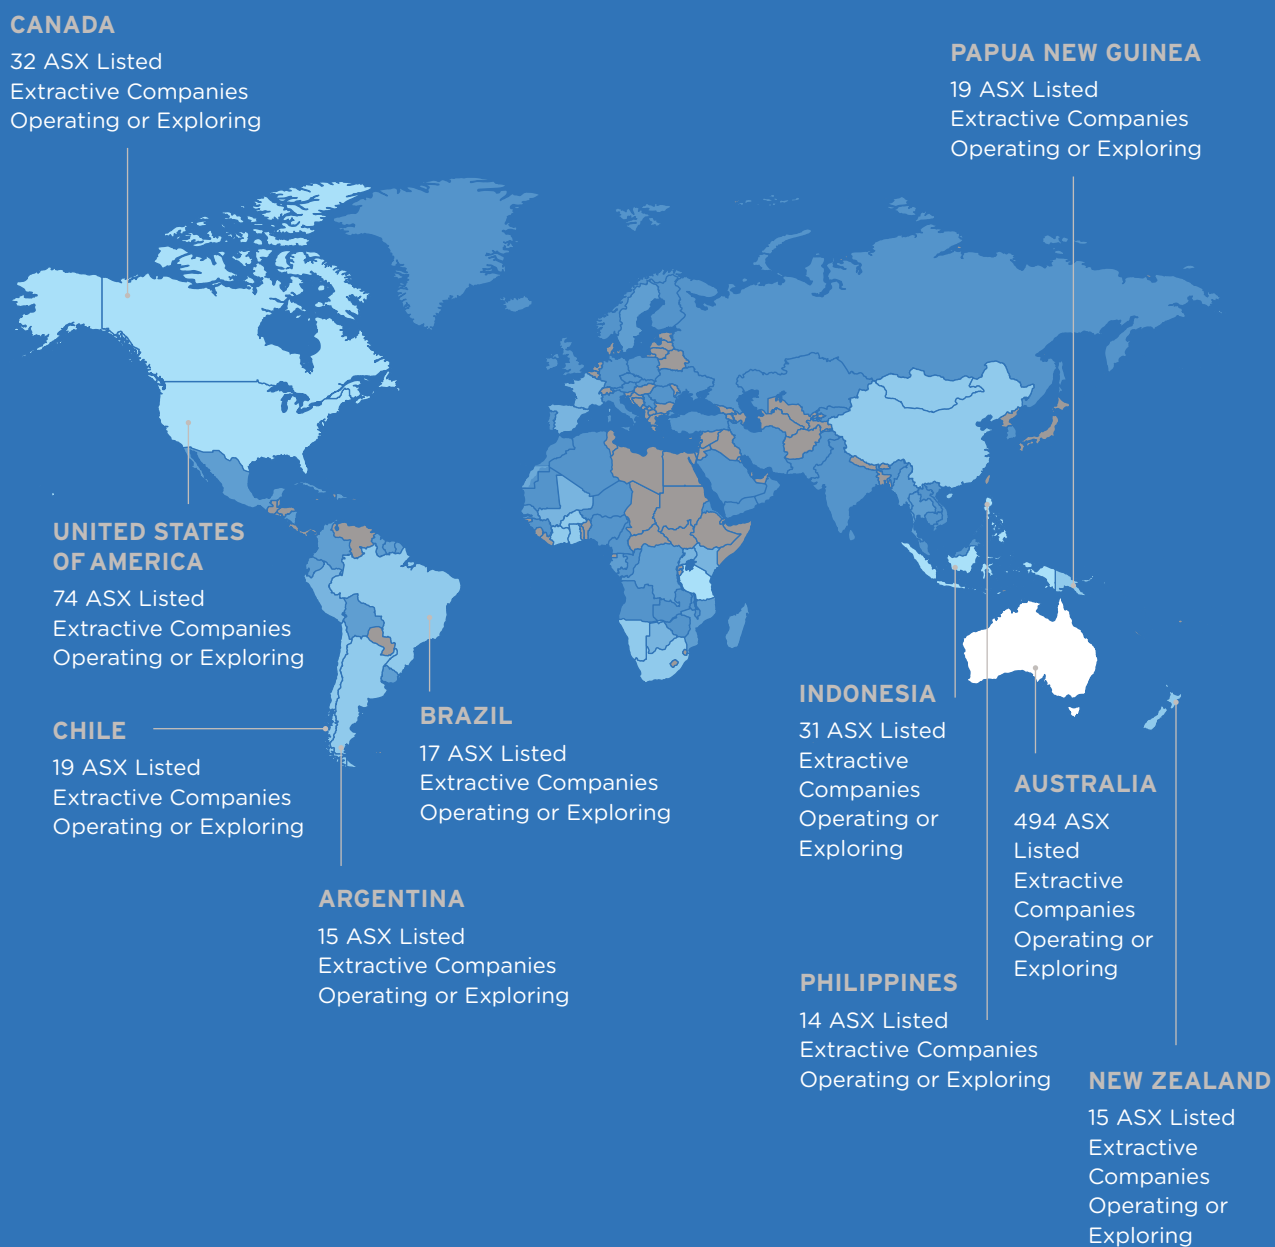 CANADA
32 ASX Listed
Extractive Companies
Operating or Exploring
PAPUA NEW GUINEA
19 ASX Listed
Extractive Companies
Operating or Exploring
UNITED STATES
OF AMERICA
74 ASX Listed
Extractive Companies
Operating or Exploring
CHILE
19 ASX Listed
Extractive Companies
Operating or Exploring
BRAZIL
17 ASX Listed
Extractive Companies
Operating or Exploring
ARGENTINA
15 ASX Listed
Extractive Companies
Operating or Exploring
INDONESIA
31 ASX Listed
Extractive
Companies
Operating or
Exploring
AUSTRALIA
494 ASX
Listed
Extractive
Companies
Operating or
Exploring
PHILIPPINES
14 ASX Listed
Extractive Companies
Operating or Exploring
NEW ZEALAND
15 ASX Listed
Extractive
Companies
Operating or
Exploring